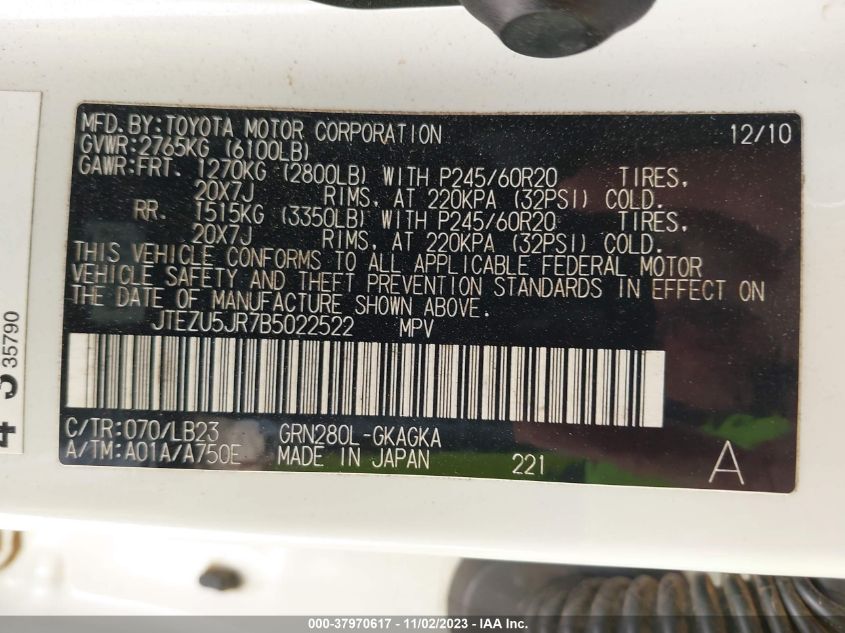 MFD.BY:TOYOTA MOTOR CORPORATION 12/10
GVWR:2765KG (6100LB)
GAWR:FRT. 1270KG (2800LB) WITH P245/60R20 TIRES,
20X7J RIMS, AT 220KPA (32PSI) COLD.
RR. 1515KG (3350LB) WITH P245/60R20 TIRES,
20X7J RIMS, AT 220KPA (32PSI) COLD.
THIS VEHICLE CONFORMS TO ALL APPLICABLE FEDERAL MOTOR
VEHICLE SAFETY AND THEFT PREVENTION STANDARDS IN EFFECT ON
THE DATE OF MANUFACTURE SHOWN ABOVE.
JTEZU5JR7B5022522 MPV
C/TR:070/LB23 GRN280L-GKAGKA
A/TM:A01A/A750E MADE IN JAPAN 221 A
35790
000-37970617 - 11/02/2023 - IAA Inc.